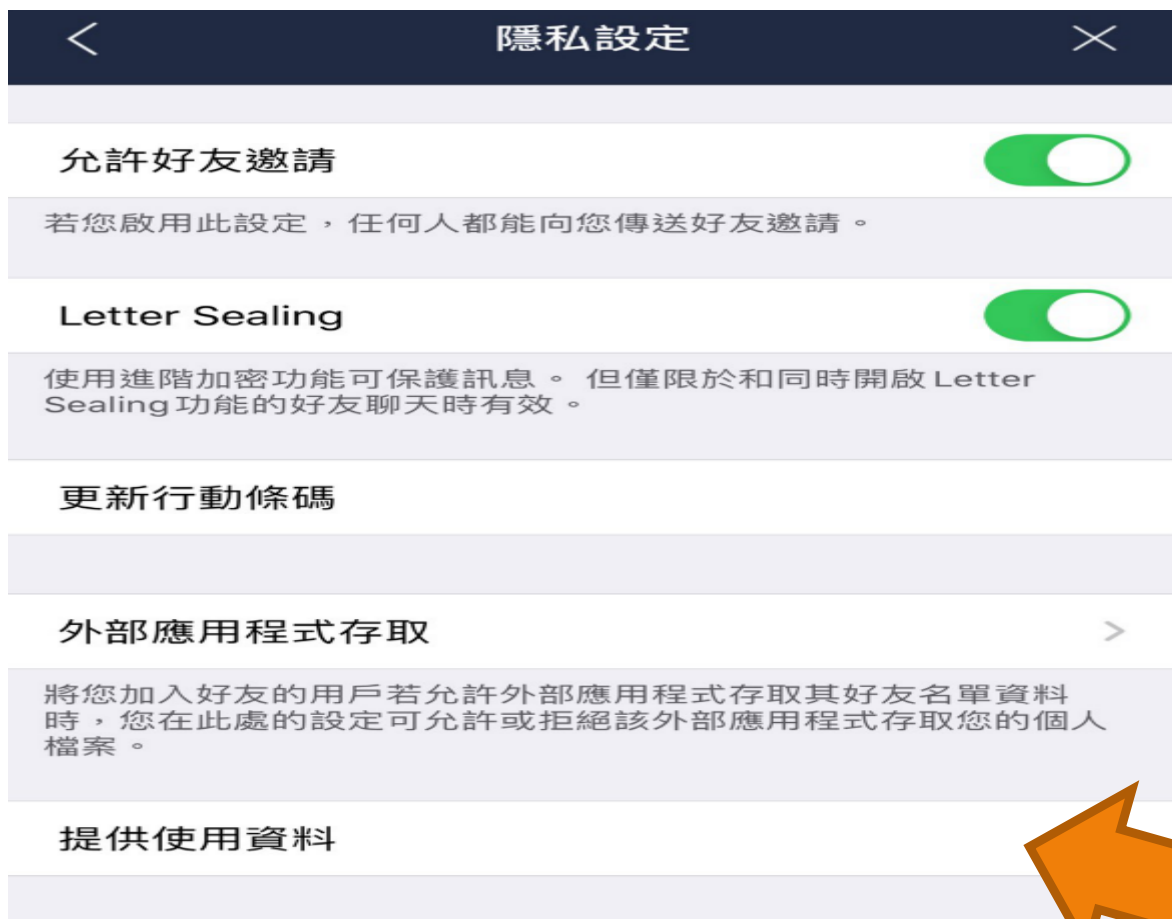 隱私設定
允許好友邀請
若您啟用此設定，任何人都能向您傳送好友邀請。
Letter Sealing
使用進階加密功能可保護訊息。但僅限於和同時開啟 Letter
Sealing 功能的好友聊天時有效。
更新行動條碼
外部應用程式存取
將您加入好友的用戶若允許外部應用程式存取其好友名單資料
時，您在此處的設定可允許或拒絕該外部應用程式存取您的個人
檔案。
提供使用資料